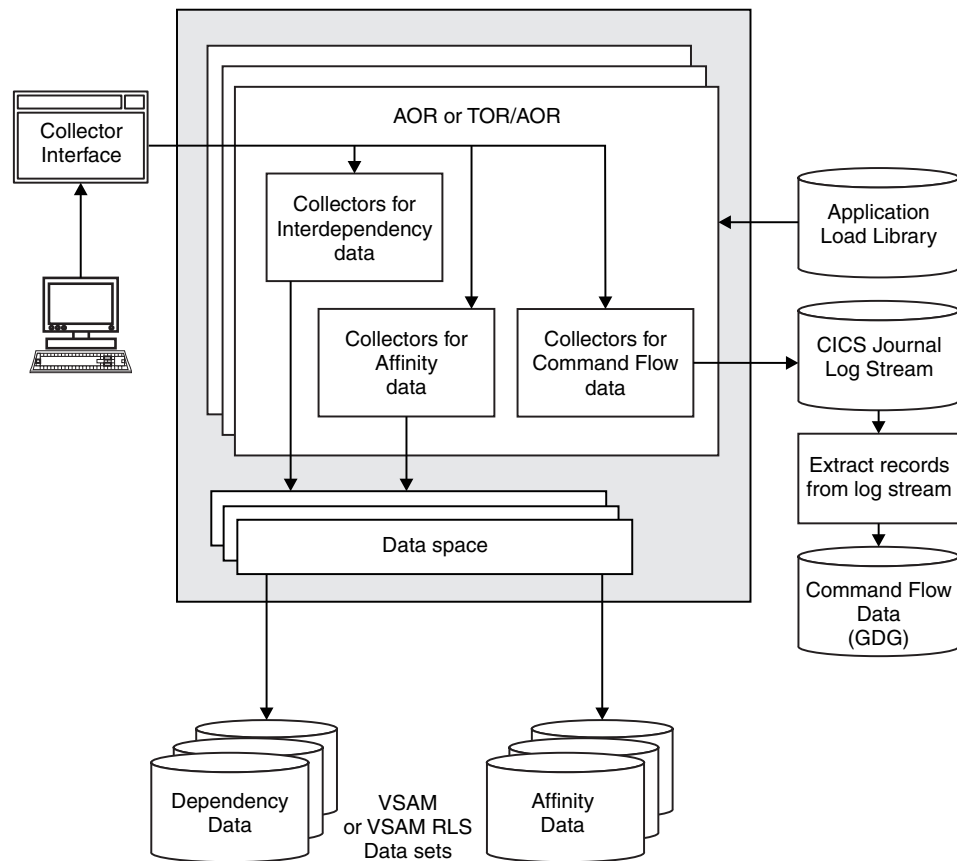 AOR or TOR/AOR
Collector
Interface
Collectors for
Interdependency
data
Application
Load Library
Collectors for
Affinity
data
Collectors for
Command Flow
data
CICS Journal
Log Stream
Extract records
from log stream
Data space
Command Flow
Data
(GDG)
Dependency
Data
VSAM
or VSAM RLS
Data sets
Affinity
Data